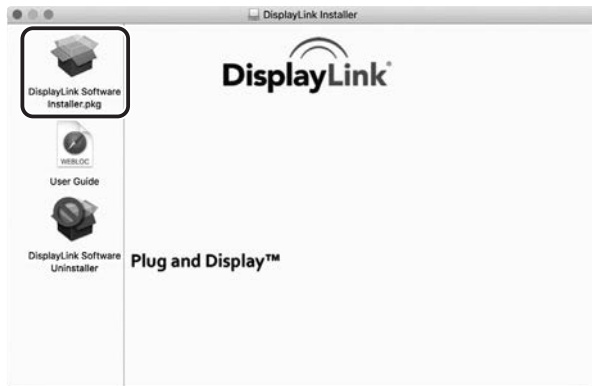 DisplayLink Installer
DisplayLink Software
Installer.pkg
DisplayLink®
WEBLOC
User Guide
DisplayLink Software
Uninstaller
Plug and Display™